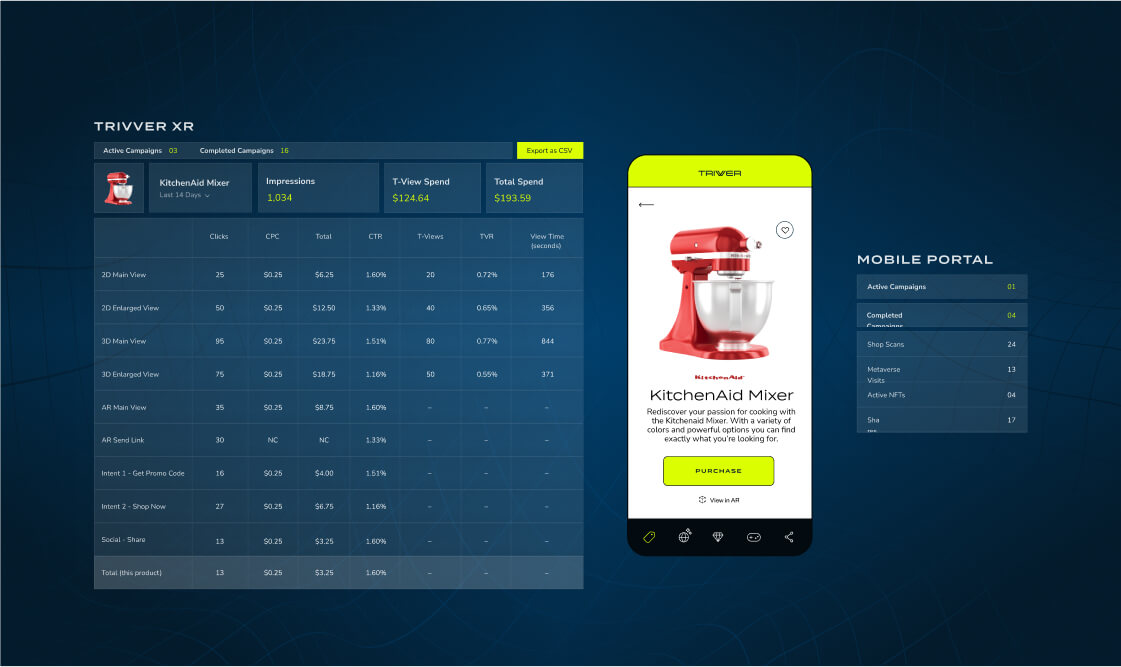 TRIVVER XR
Active Campaigns 03 Completed Campaigns 16 Export as CSV
KitchenAid Mixer
Last 14 Days
Impressions
1,034
T-View Spend
$124.64
Total Spend
$193.59
Clicks CPC Total CTR T-Views TVR View Time
(seconds)
2D Main View 25 $0.25 $6.25 1.60% 20 0.72% 176
2D Enlarged View 50 $0.25 $12.50 1.33% 40 0.65% 356
3D Main View 95 $0.25 $23.75 1.51% 80 0.77% 844
3D Enlarged View 75 $0.25 $18.75 1.16% 50 0.55% 371
AR Main View 35 $0.25 $8.75 1.60% – – –
AR Send Link 30 NC NC 1.33% – – –
Intent 1 - Get Promo Code 16 $0.25 $4.00 1.51% – – –
Intent 2 - Shop Now 27 $0.25 $6.75 1.16% – – –
Social - Share 13 $0.25 $3.25 1.60% – – –
Total (this product) 13 $0.25 $3.25 1.60% – – –
TRIVVER
KitchenAid
KitchenAid Mixer
Rediscover your passion for cooking with
the Kitchenaid Mixer. With a variety of
colors and powerful options you can find
exactly what you're looking for.
PURCHASE
View in AR
MOBILE PORTAL
Active Campaigns 01
Completed 04
Campaigns
Shop Scans 24
Metaverse 13
Visits
Active NFTs 04
Sha 17
res